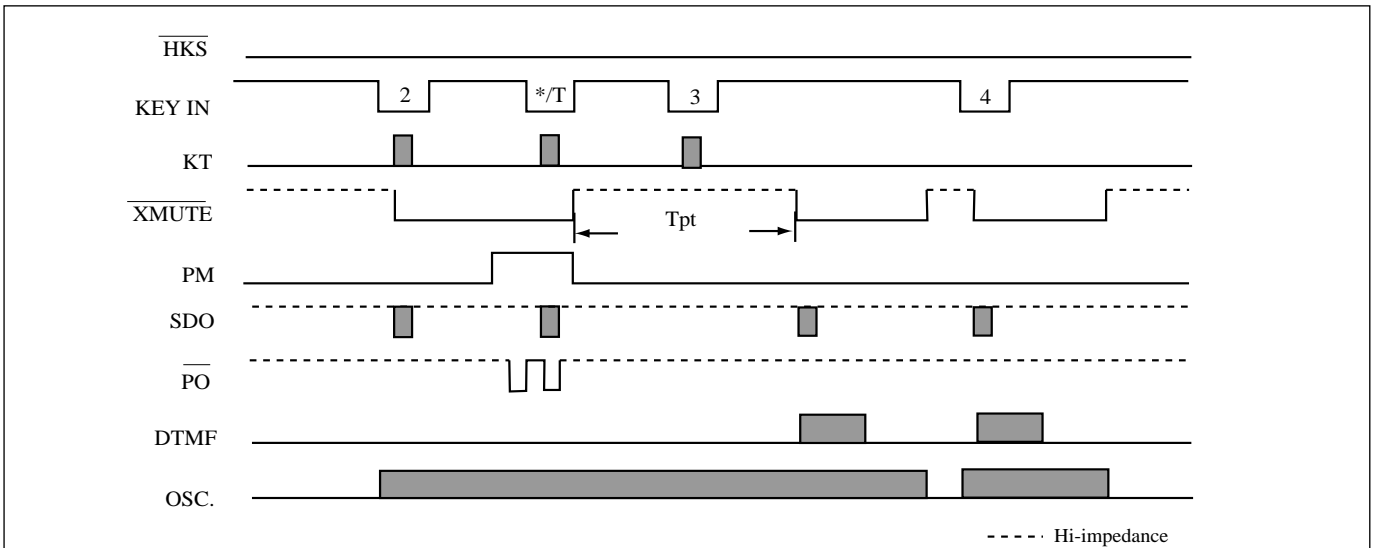 HKS
KEY IN 2 */T 3 4
KT
XMUTE Tpt
PM
SDO
PO
DTMF
OSC.
Hi-impedance